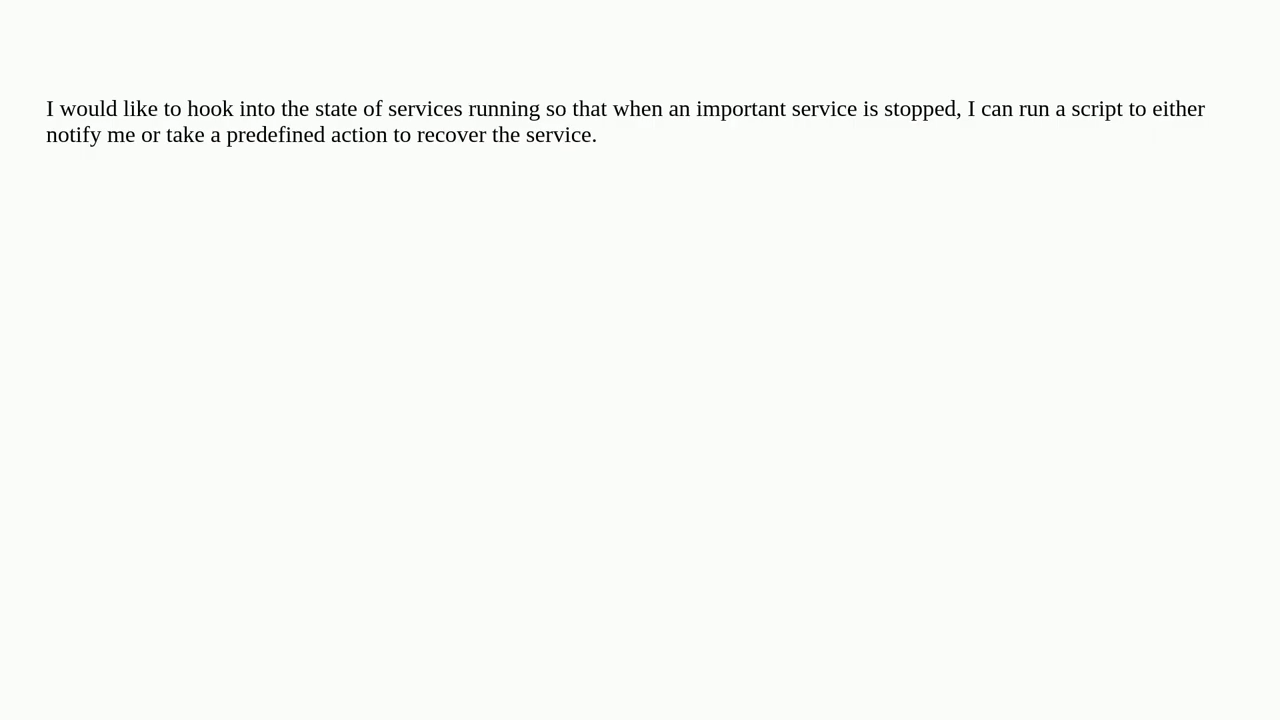 I would like to hook into the state of services running so that when an important service is stopped, I can run a script to either
notify me or take a predefined action to recover the service.